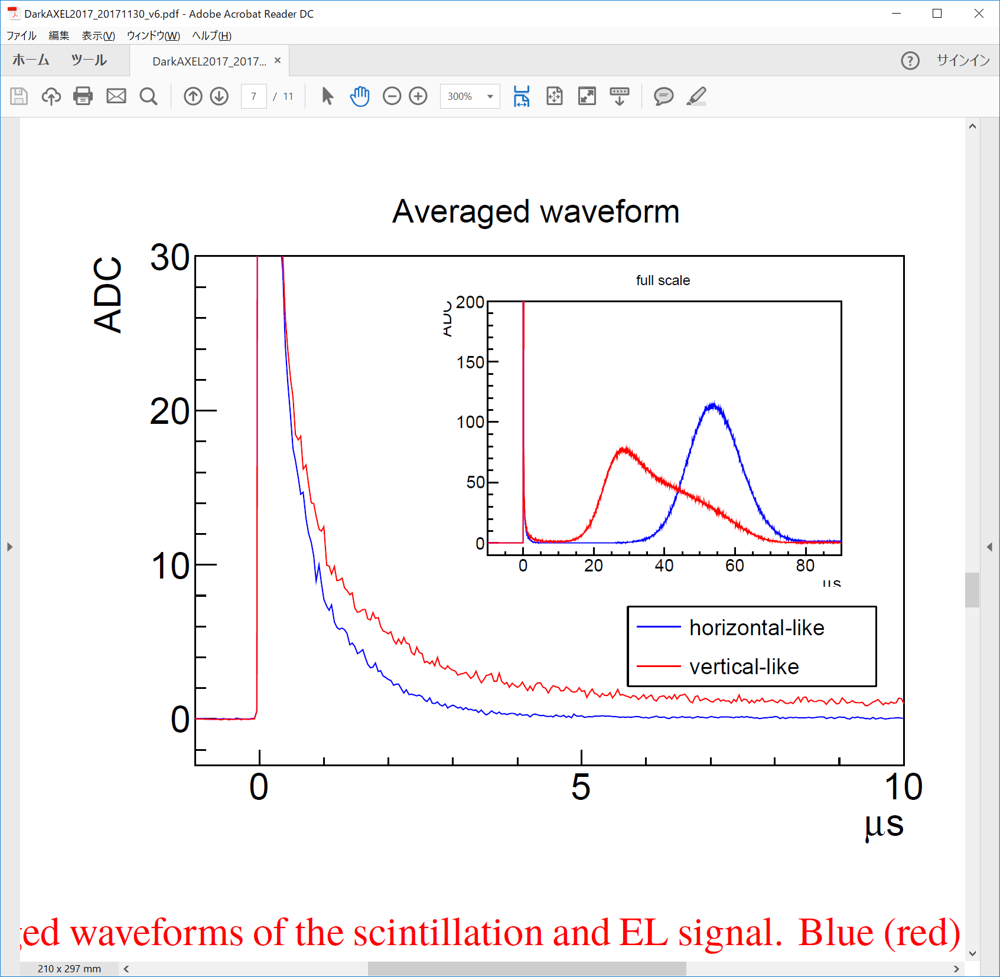 DarkAXEL2017_20171130_v6.pdf - Adobe Acrobat Reader DC
ファイル 編集 表示(V) ウィンドウ(W) ヘルプ(H)
ホーム ツール DarkAXEL2017_2017... × ? サインイン
7 / 11 300%
Averaged waveform
ADC
30
20
10
0
0 5 10
μs
full scale
ADC
200
150
100
50
0
0 20 40 60 80
μs
horizontal-like
vertical-like
ged waveforms of the scintillation and EL signal. Blue (red)
210 x 297 mm